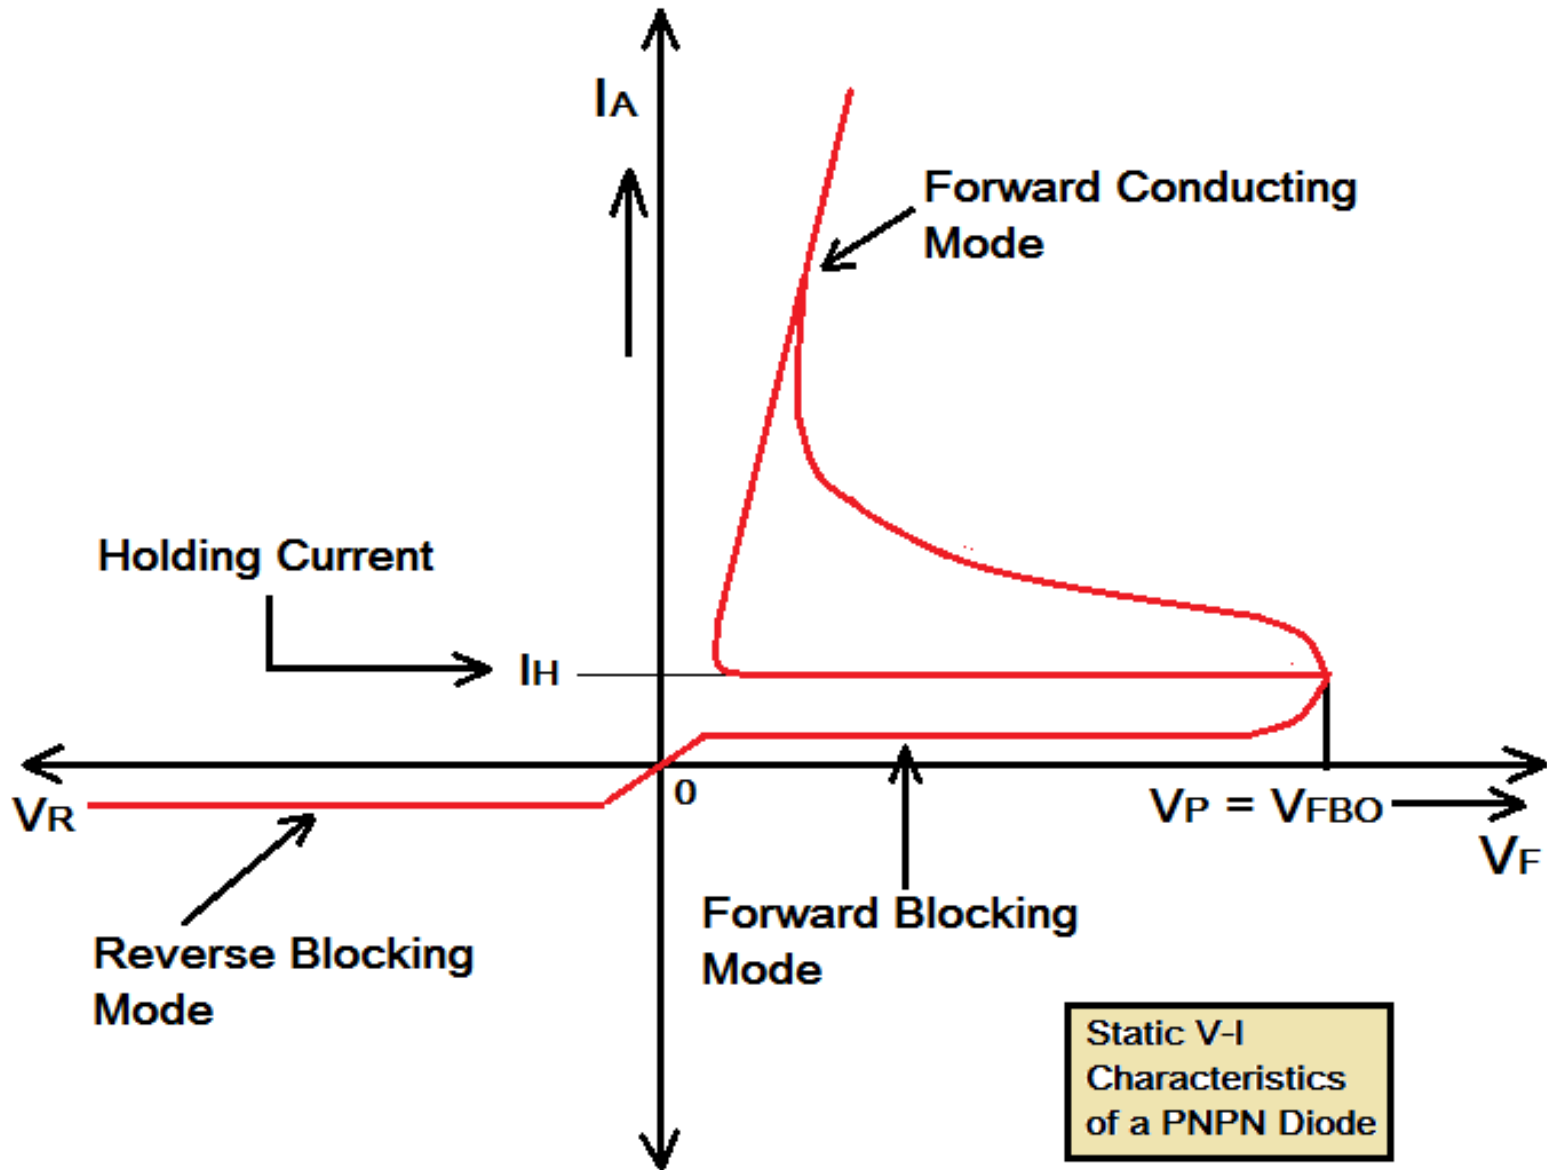 IA
Forward Conducting
Mode
Holding Current
IH
0
VR
VP = VFBO
VF
Forward Blocking
Mode
Reverse Blocking
Mode
Static V-I
Characteristics
of a PNPN Diode